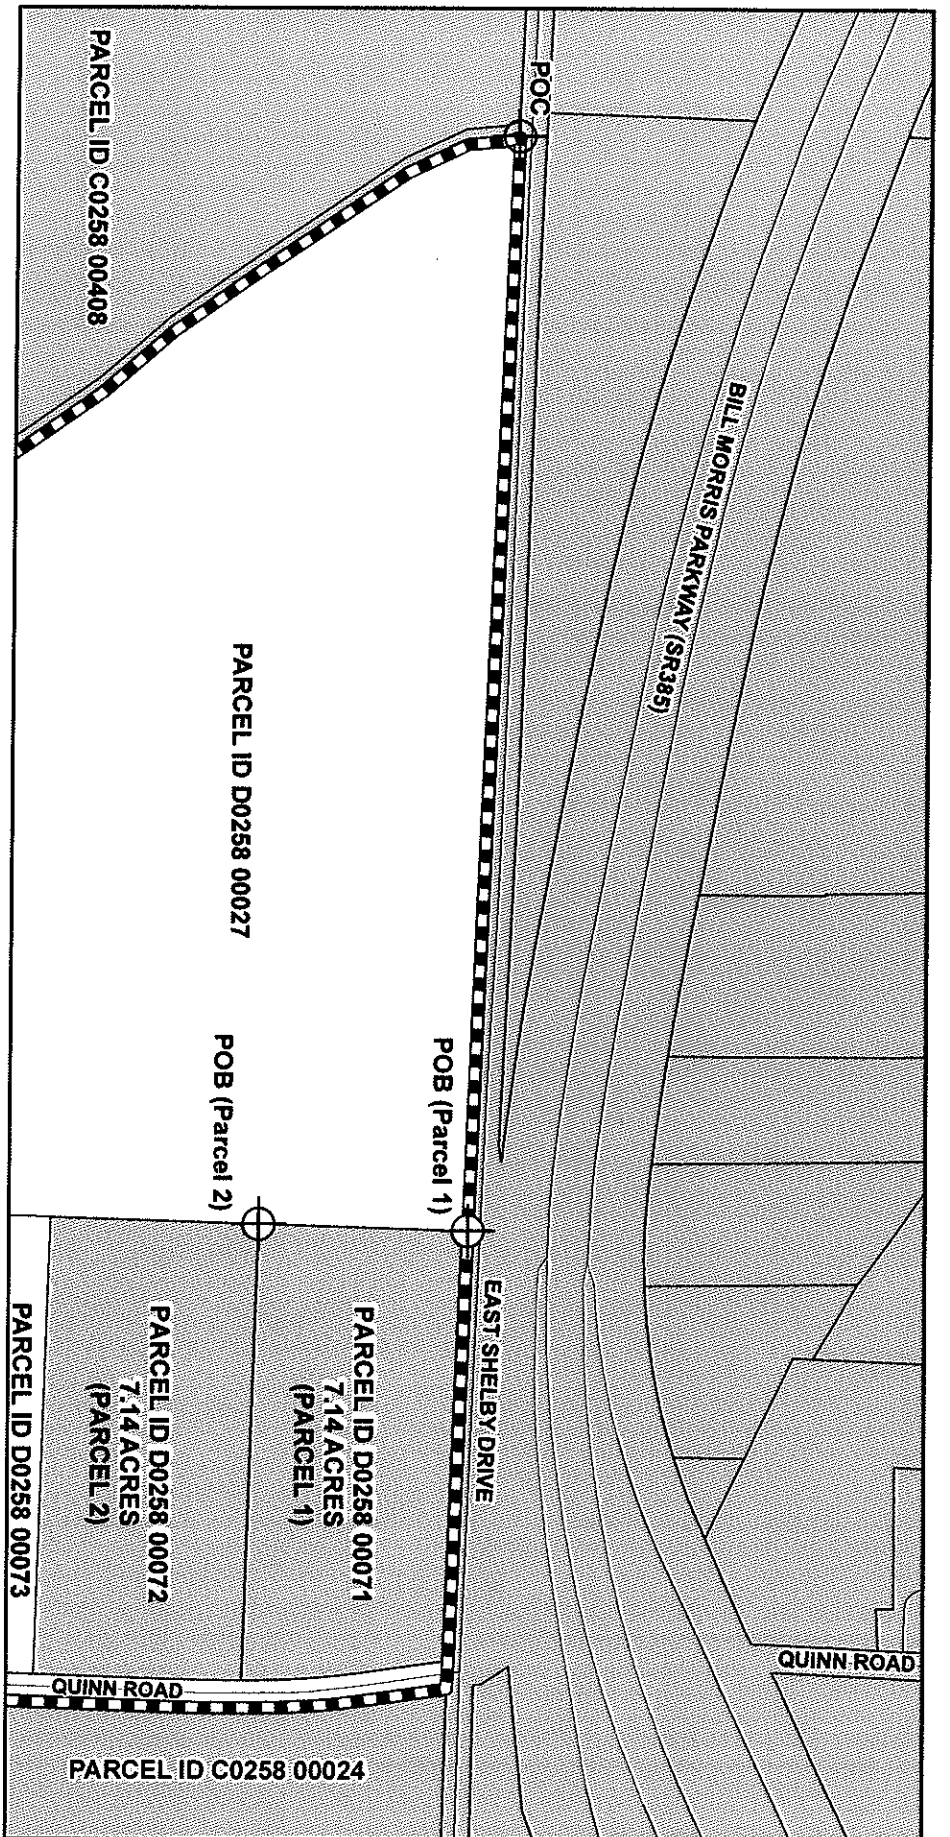 POC
PARCEL ID C0258 00408
BILL MORRIS PARKWAY (SR385)
PARCEL ID D0258 00027
POB (Parcel 1)
POB (Parcel 2)
EAST SHELBY DRIVE
PARCEL ID D0258 00071
7.14 ACRES
(PARCEL 1)
PARCEL ID D0258 00072
7.14 ACRES
(PARCEL 2)
PARCEL ID D0258 00073
QUINN ROAD
QUINN ROAD
PARCEL ID C0258 00024